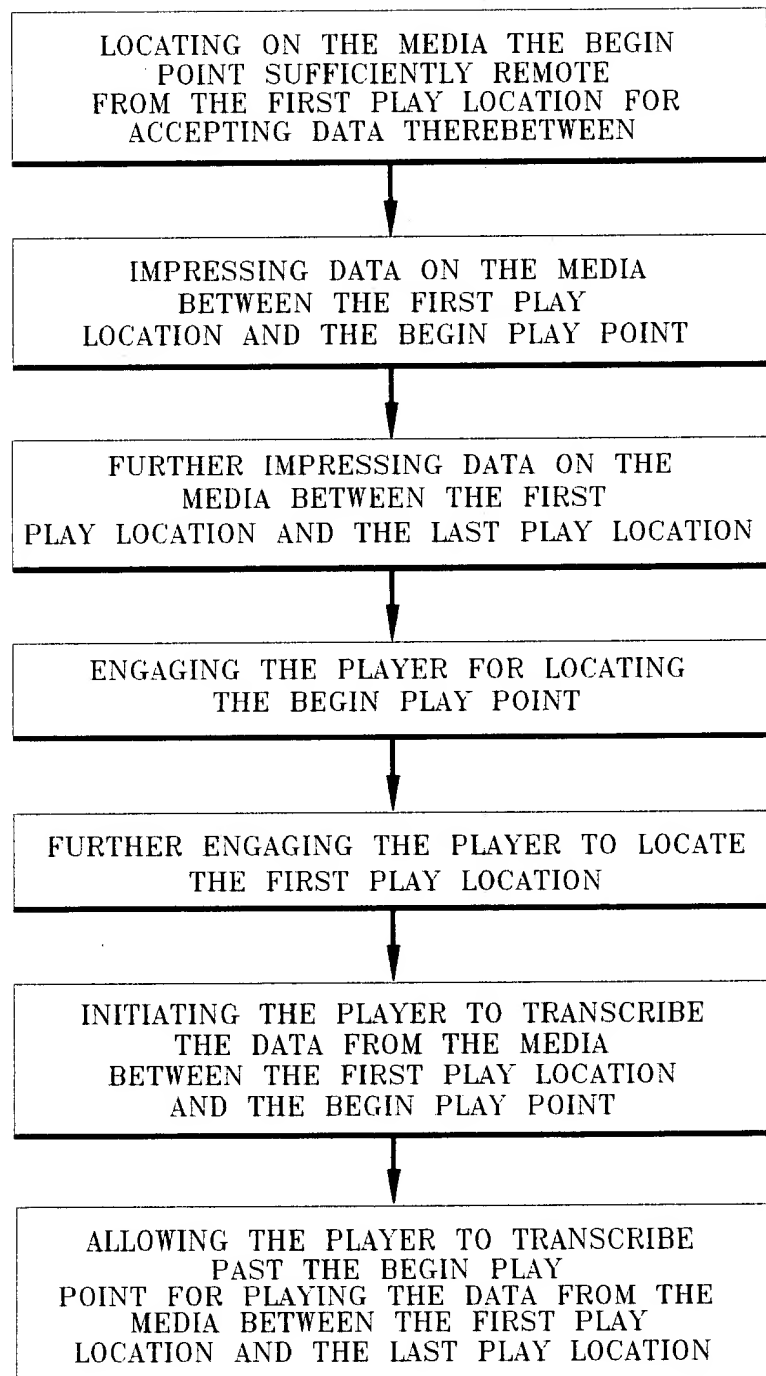 LOCATING ON THE MEDIA THE BEGIN
POINT SUFFICIENTLY REMOTE
FROM THE FIRST PLAY LOCATION FOR
ACCEPTING DATA THEREBETWEEN
IMPRESSING DATA ON THE MEDIA
BETWEEN THE FIRST PLAY
LOCATION AND THE BEGIN PLAY POINT
FURTHER IMPRESSING DATA ON THE
MEDIA BETWEEN THE FIRST
PLAY LOCATION AND THE LAST PLAY LOCATION
ENGAGING THE PLAYER FOR LOCATING
THE BEGIN PLAY POINT
FURTHER ENGAGING THE PLAYER TO LOCATE
THE FIRST PLAY LOCATION
INITIATING THE PLAYER TO TRANSCRIBE
THE DATA FROM THE MEDIA
BETWEEN THE FIRST PLAY LOCATION
AND THE BEGIN PLAY POINT
ALLOWING THE PLAYER TO TRANSCRIBE
PAST THE BEGIN PLAY
POINT FOR PLAYING THE DATA FROM THE
MEDIA BETWEEN THE FIRST PLAY
LOCATION AND THE LAST PLAY LOCATION